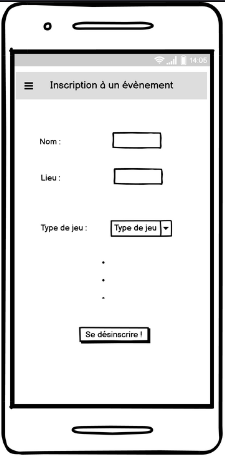 14:06
Inscription à un évènement
Nom :
Lieu :
Type de jeu : Type de jeu
Se désinscrire !